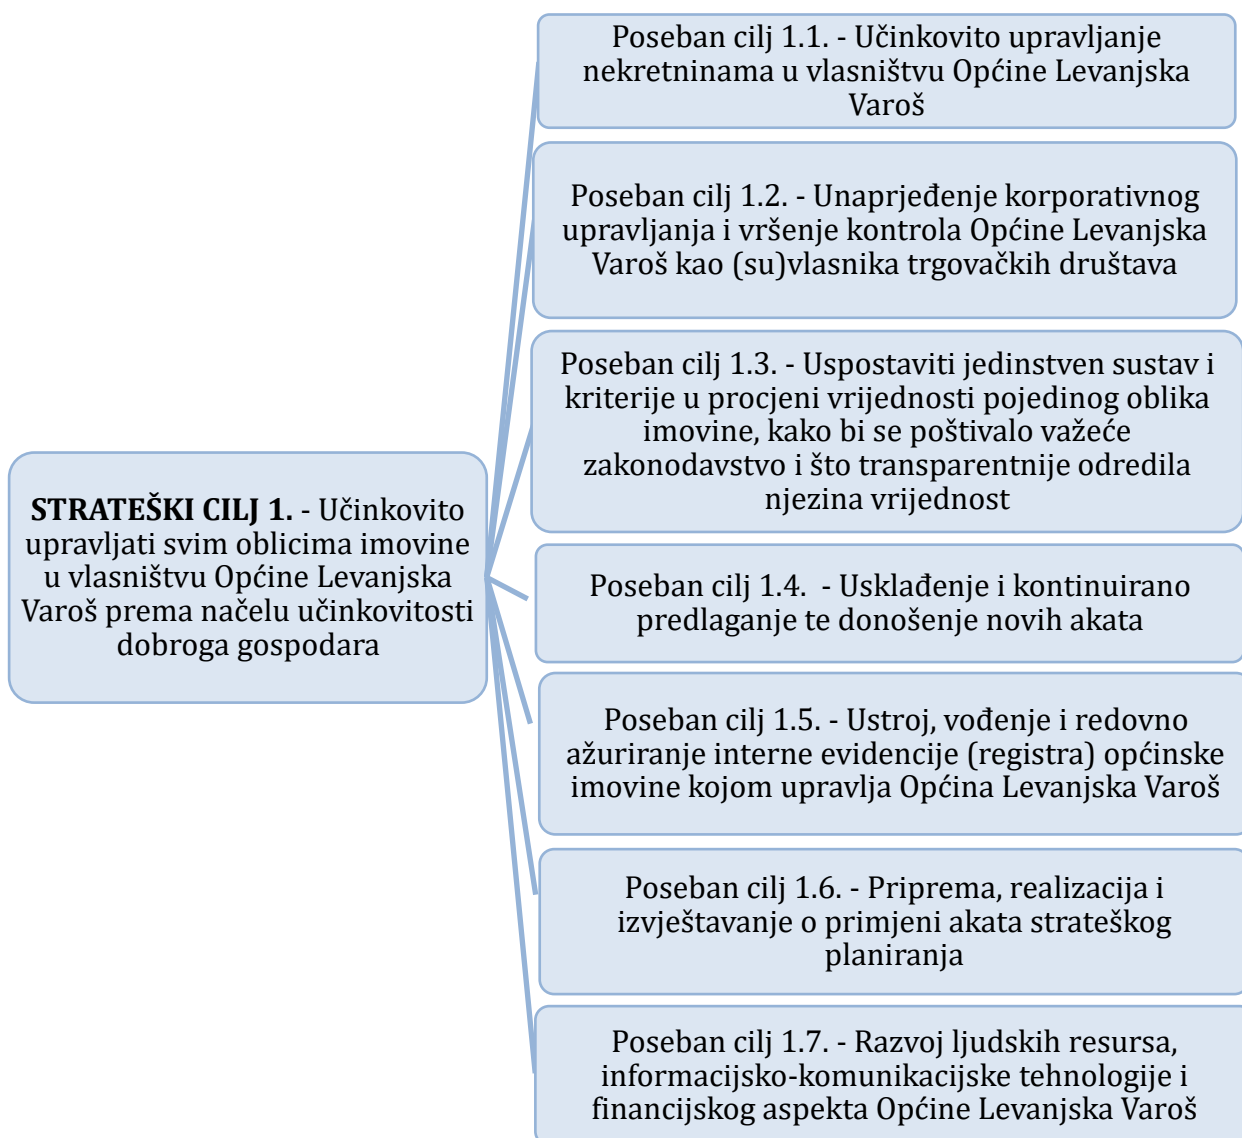 STRATEŠKI CILJ 1. - Učinkovito
upravljati svim oblicima imovine
u vlasništvu Općine Levanjska
Varoš prema načelu učinkovitosti
dobroga gospodara
Poseban cilj 1.1. - Učinkovito upravljanje
nekretninama u vlasništvu Općine Levanjska
Varoš
Poseban cilj 1.2. - Unaprjeđenje korporativnog
upravljanja i vršenje kontrola Općine Levanjska
Varoš kao (su)vlasnika trgovačkih društava
Poseban cilj 1.3. - Uspostaviti jedinstven sustav i
kriterije u procjeni vrijednosti pojedinog oblika
imovine, kako bi se poštivalo važeće
zakonodavstvo i što transparentnije odredila
njezina vrijednost
Poseban cilj 1.4.  - Usklađenje i kontinuirano
predlaganje te donošenje novih akata
Poseban cilj 1.5. - Ustroj, vođenje i redovno
ažuriranje interne evidencije (registra) općinske
imovine kojom upravlja Općina Levanjska Varoš
Poseban cilj 1.6. - Priprema, realizacija i
izvještavanje o primjeni akata strateškog
planiranja
Poseban cilj 1.7. - Razvoj ljudskih resursa,
informacijsko-komunikacijske tehnologije i
financijskog aspekta Općine Levanjska Varoš